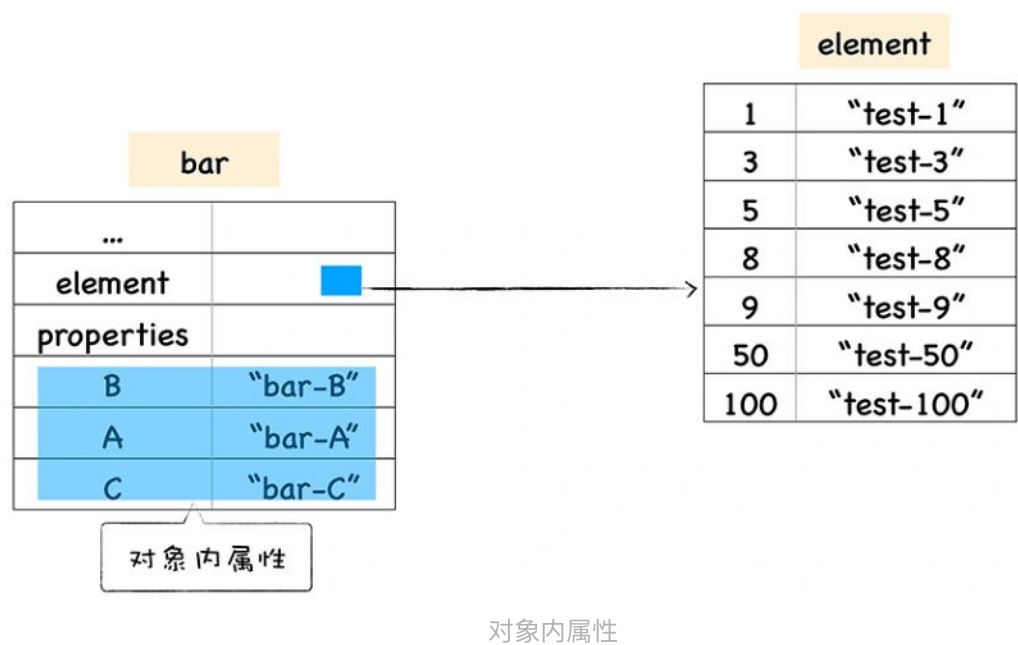 bar
...
element
properties
B “bar-B”
A “bar-A”
C “bar-C”
对象内属性
element
1 “test-1”
3 “test-3”
5 “test-5”
8 “test-8”
9 “test-9”
50 “test-50”
100 “test-100”
对象内属性